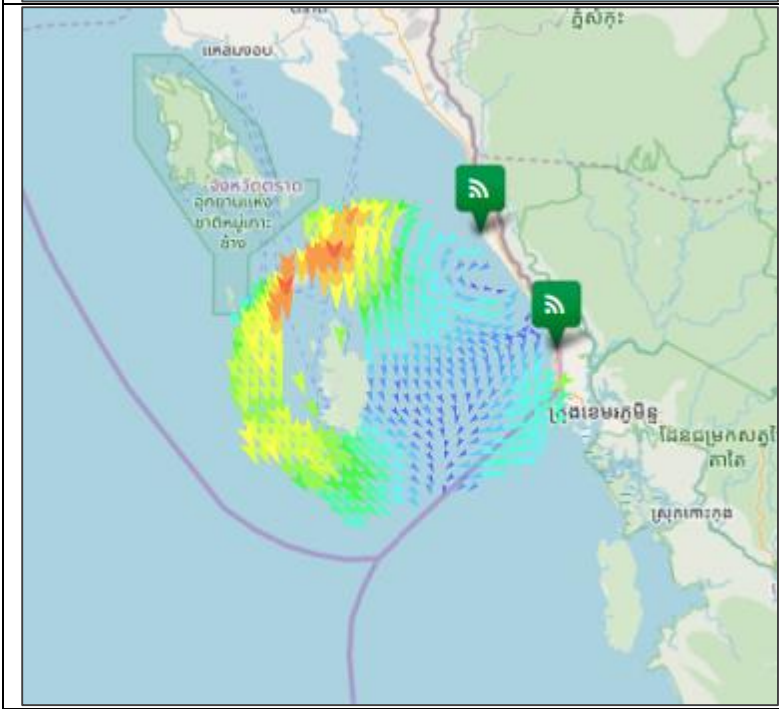 ភ្នំសំកុះ
แหลมงอบ
จังหวัดตราด
อุทยานแห่ง
ชาติหมู่เกาะ
ช้าง
ក្រុងខេមរភូមិន្ទ
ដែនជម្រកសត្វ
តាតៃ
ស្រុកកោះកុង